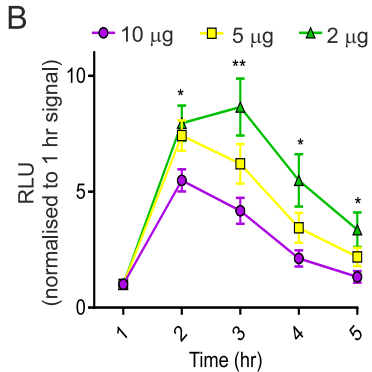 B
10 µg 5 µg 2 µg
RLU
(normalised to 1 hr signal)
10
5
0
*
**
*
*
1 2 3 4 5
Time (hr)